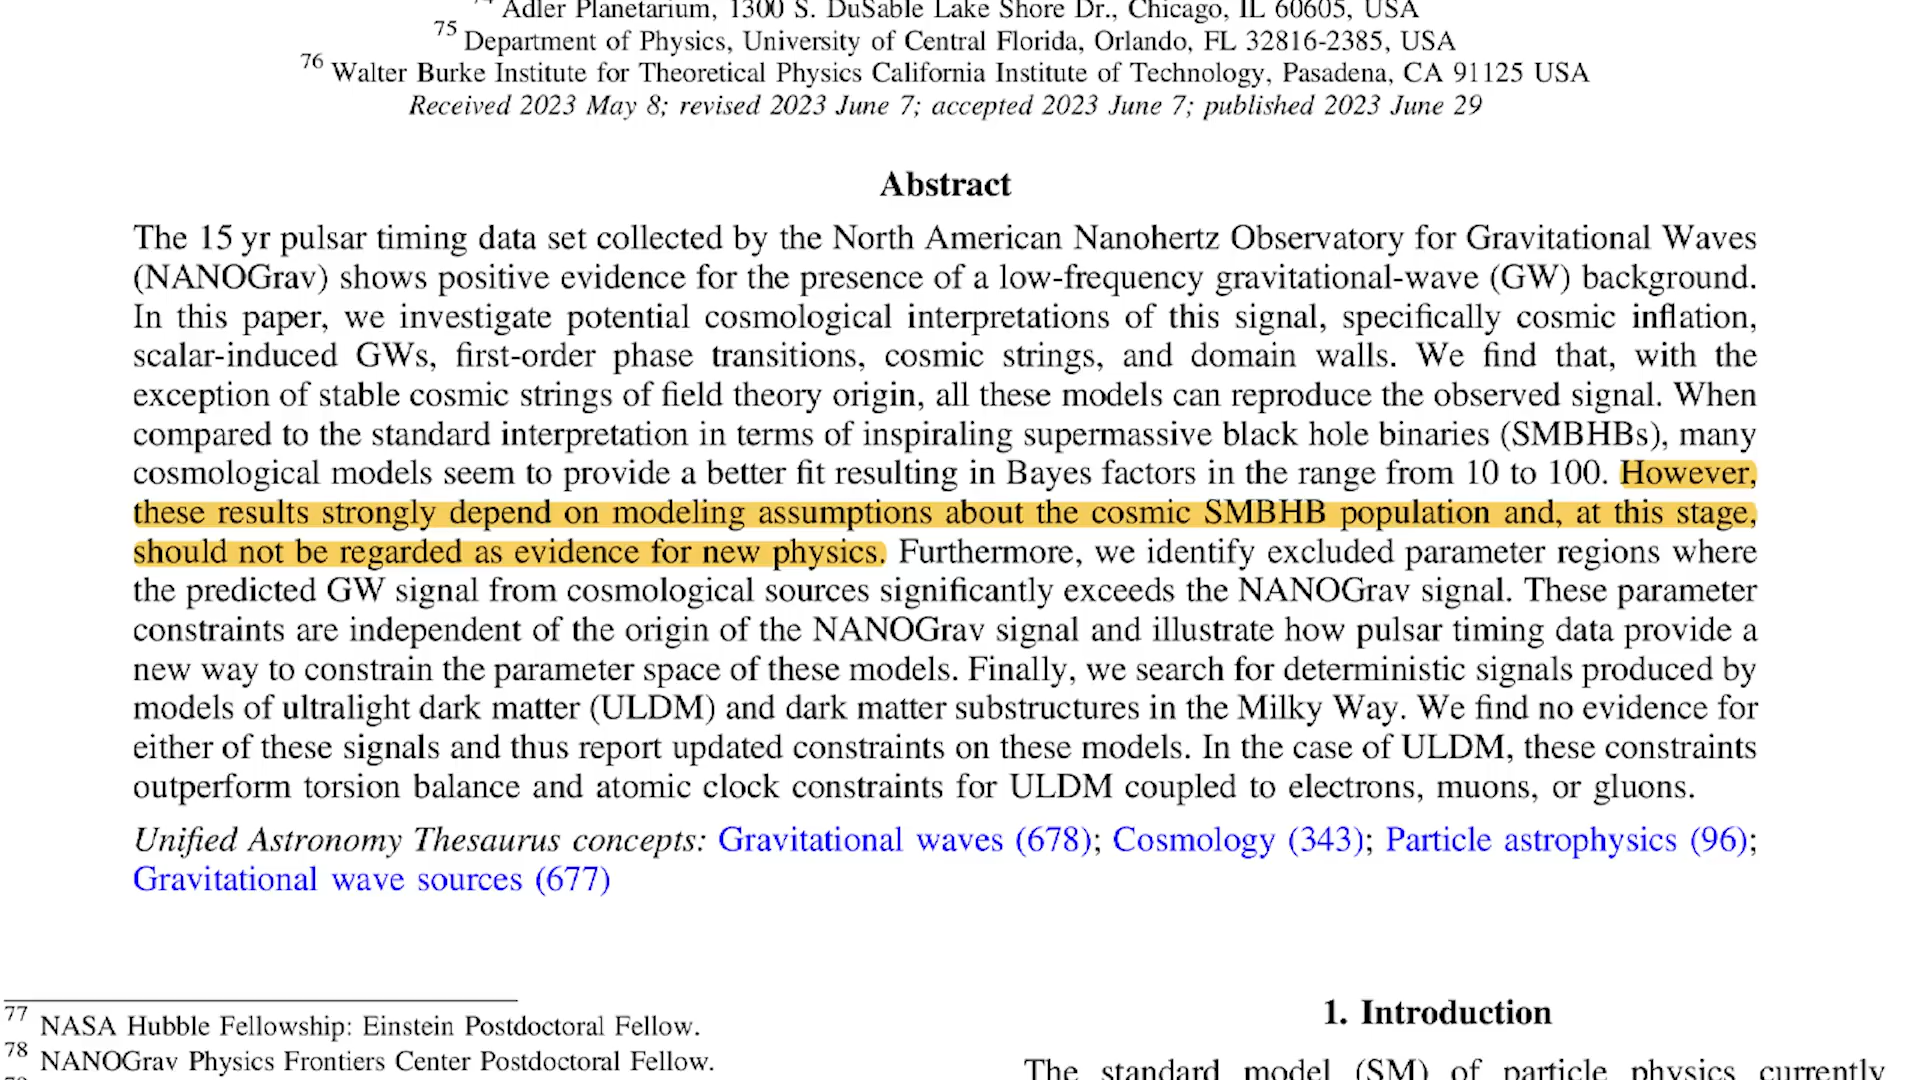 74 Adler Planetarium, 1300 S. DuSable Lake Shore Dr., Chicago, IL 60605, USA
75 Department of Physics, University of Central Florida, Orlando, FL 32816-2385, USA
76 Walter Burke Institute for Theoretical Physics California Institute of Technology, Pasadena, CA 91125 USA
Received 2023 May 8; revised 2023 June 7; accepted 2023 June 7; published 2023 June 29
Abstract
The 15 yr pulsar timing data set collected by the North American Nanohertz Observatory for Gravitational Waves
(NANOGrav) shows positive evidence for the presence of a low-frequency gravitational-wave (GW) background.
In this paper, we investigate potential cosmological interpretations of this signal, specifically cosmic inflation,
scalar-induced GWs, first-order phase transitions, cosmic strings, and domain walls. We find that, with the
exception of stable cosmic strings of field theory origin, all these models can reproduce the observed signal. When
compared to the standard interpretation in terms of inspiraling supermassive black hole binaries (SMBHBs), many
cosmological models seem to provide a better fit resulting in Bayes factors in the range from 10 to 100. However,
these results strongly depend on modeling assumptions about the cosmic SMBHB population and, at this stage,
should not be regarded as evidence for new physics. Furthermore, we identify excluded parameter regions where
the predicted GW signal from cosmological sources significantly exceeds the NANOGrav signal. These parameter
constraints are independent of the origin of the NANOGrav signal and illustrate how pulsar timing data provide a
new way to constrain the parameter space of these models. Finally, we search for deterministic signals produced by
models of ultralight dark matter (ULDM) and dark matter substructures in the Milky Way. We find no evidence for
either of these signals and thus report updated constraints on these models. In the case of ULDM, these constraints
outperform torsion balance and atomic clock constraints for ULDM coupled to electrons, muons, or gluons.
Unified Astronomy Thesaurus concepts: Gravitational waves (678); Cosmology (343); Particle astrophysics (96);
Gravitational wave sources (677)
77 NASA Hubble Fellowship: Einstein Postdoctoral Fellow.
78 NANOGrav Physics Frontiers Center Postdoctoral Fellow.
1. Introduction
The standard model (SM) of particle physics currently